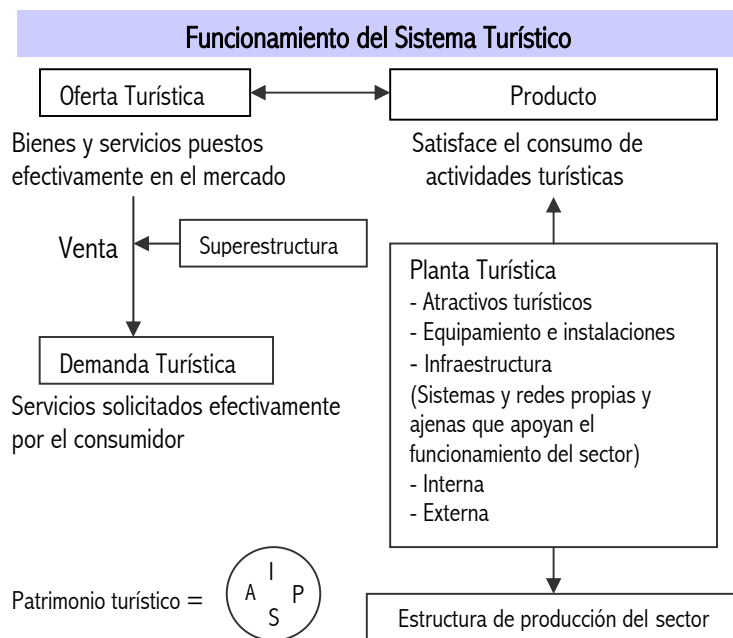 Funcionamiento del Sistema Turístico
Oferta Turística
Producto
Bienes y servicios puestos
efectivamente en el mercado
Satisface el consumo de
actividades turísticas
Venta
Superestructura
Demanda Turística
Servicios solicitados efectivamente
por el consumidor
Planta Turística
- Atractivos turísticos
- Equipamiento e instalaciones
- Infraestructura
(Sistemas y redes propias y
ajenas que apoyan el
funcionamiento del sector)
- Interna
- Externa
Patrimonio turístico =
I
A P
S
Estructura de producción del sector